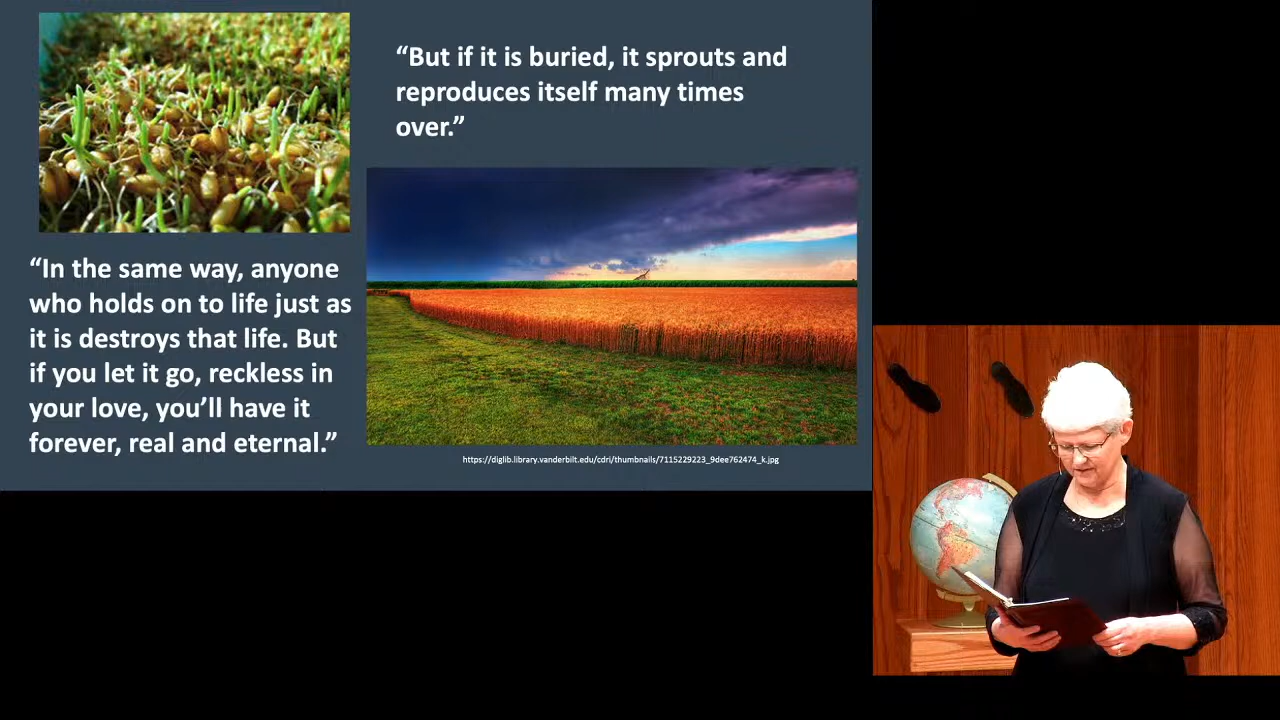 “But if it is buried, it sprouts and
reproduces itself many times
over.”
“In the same way, anyone
who holds on to life just as
it is destroys that life. But
if you let it go, reckless in
your love, you’ll have it
forever, real and eternal.”
https://diglib.library.vanderbilt.edu/cdri/thumbnails/7115229223_9dee762474_k.jpg